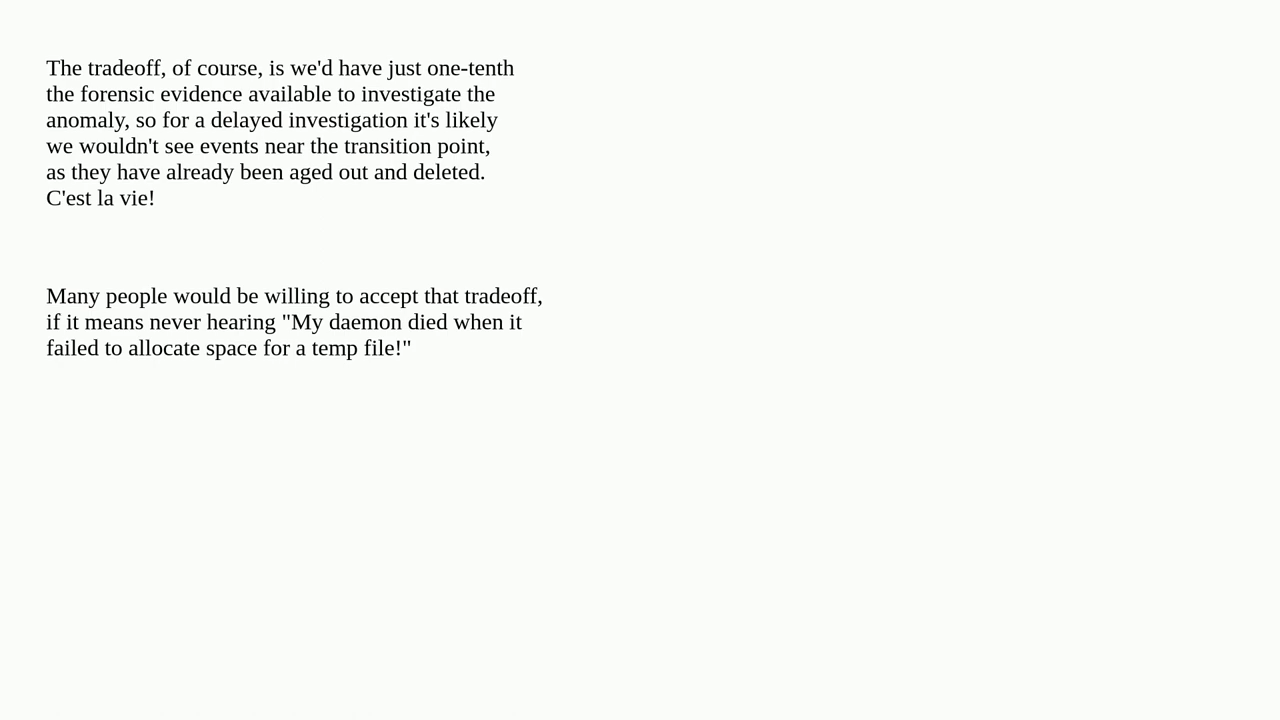 The tradeoff, of course, is we'd have just one-tenth
the forensic evidence available to investigate the
anomaly, so for a delayed investigation it's likely
we wouldn't see events near the transition point,
as they have already been aged out and deleted.
C'est la vie!
Many people would be willing to accept that tradeoff,
if it means never hearing "My daemon died when it
failed to allocate space for a temp file!"